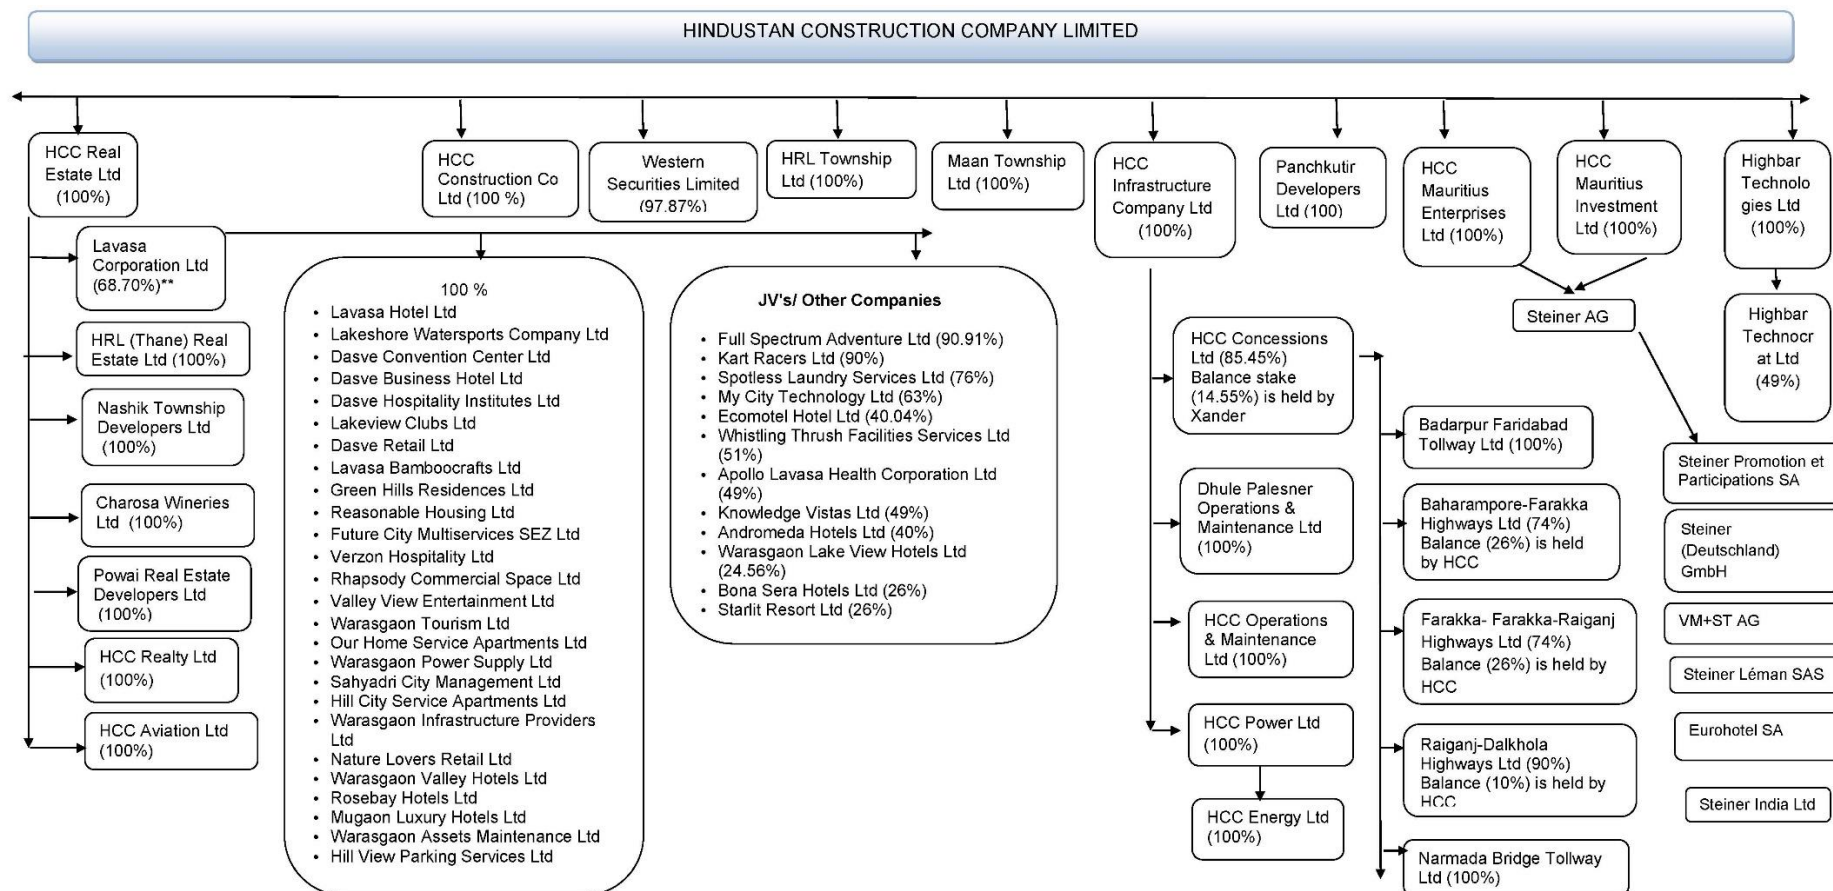 HINDUSTAN CONSTRUCTION COMPANY LIMITED
HCC Real
Estate Ltd
(100%)
HCC
Construction Co
Ltd (100 %)
Western
Securities Limited
(97.87%)
HRL Township
Ltd (100%)
Maan Township
Ltd (100%)
HCC
Infrastructure
Company Ltd
(100%)
Panchkutir
Developers
Ltd (100)
HCC
Mauritius
Enterprises
Ltd (100%)
HCC
Mauritius
Investment
Ltd (100%)
Highbar
Technolo
gies Ltd
(100%)
Lavasa
Corporation Ltd
(68.70%)**
HRL (Thane) Real
Estate Ltd (100%)
Nashik Township
Developers Ltd
(100%)
Charosa Wineries
Ltd (100%)
Powai Real Estate
Developers Ltd
(100%)
HCC Realty Ltd
(100%)
HCC Aviation Ltd
(100%)
100 %
• Lavasa Hotel Ltd
• Lakeshore Watersports Company Ltd
• Dasve Convention Center Ltd
• Dasve Business Hotel Ltd
• Dasve Hospitality Institutes Ltd
• Lakeview Clubs Ltd
• Dasve Retail Ltd
• Lavasa Bamboocrafts Ltd
• Green Hills Residences Ltd
• Reasonable Housing Ltd
• Future City Multiservices SEZ Ltd
• Verzon Hospitality Ltd
• Rhapsody Commercial Space Ltd
• Valley View Entertainment Ltd
• Warasgaon Tourism Ltd
• Our Home Service Apartments Ltd
• Warasgaon Power Supply Ltd
• Sahyadri City Management Ltd
• Hill City Service Apartments Ltd
• Warasgaon Infrastructure Providers
Ltd
• Nature Lovers Retail Ltd
• Warasgaon Valley Hotels Ltd
• Rosebay Hotels Ltd
• Mugaon Luxury Hotels Ltd
• Warasgaon Assets Maintenance Ltd
• Hill View Parking Services Ltd
JV's/ Other Companies
• Full Spectrum Adventure Ltd (90.91%)
• Kart Racers Ltd (90%)
• Spotless Laundry Services Ltd (76%)
• My City Technology Ltd (63%)
• Ecomotel Hotel Ltd (40.04%)
• Whistling Thrush Facilities Services Ltd
(51%)
• Apollo Lavasa Health Corporation Ltd
(49%)
• Knowledge Vistas Ltd (49%)
• Andromeda Hotels Ltd (40%)
• Warasgaon Lake View Hotels Ltd
(24.56%)
• Bona Sera Hotels Ltd (26%)
• Starlit Resort Ltd (26%)
HCC Concessions
Ltd (85.45%)
Balance stake
(14.55%) is held by
Xander
Dhule Palesner
Operations &
Maintenance Ltd
(100%)
HCC Operations
& Maintenance
Ltd (100%)
HCC Power Ltd
(100%)
HCC Energy Ltd
(100%)
Badarpur Faridabad
Tollway Ltd (100%)
Baharampore-Farakka
Highways Ltd (74%)
Balance (26%) is held
by HCC
Farakka- Farakka-Raiganj
Highways Ltd (74%)
Balance (26%) is held by
HCC
Raiganj-Dalkhola
Highways Ltd (90%)
Balance (10%) is held by
HCC
Narmada Bridge Tollway
Ltd (100%)
Steiner AG
Highbar
Technocr
at Ltd
(49%)
Steiner Promotion et
Participations SA
Steiner
(Deutschland)
GmbH
VM+ST AG
Steiner Léman SAS
Eurohotel SA
Steiner India Ltd